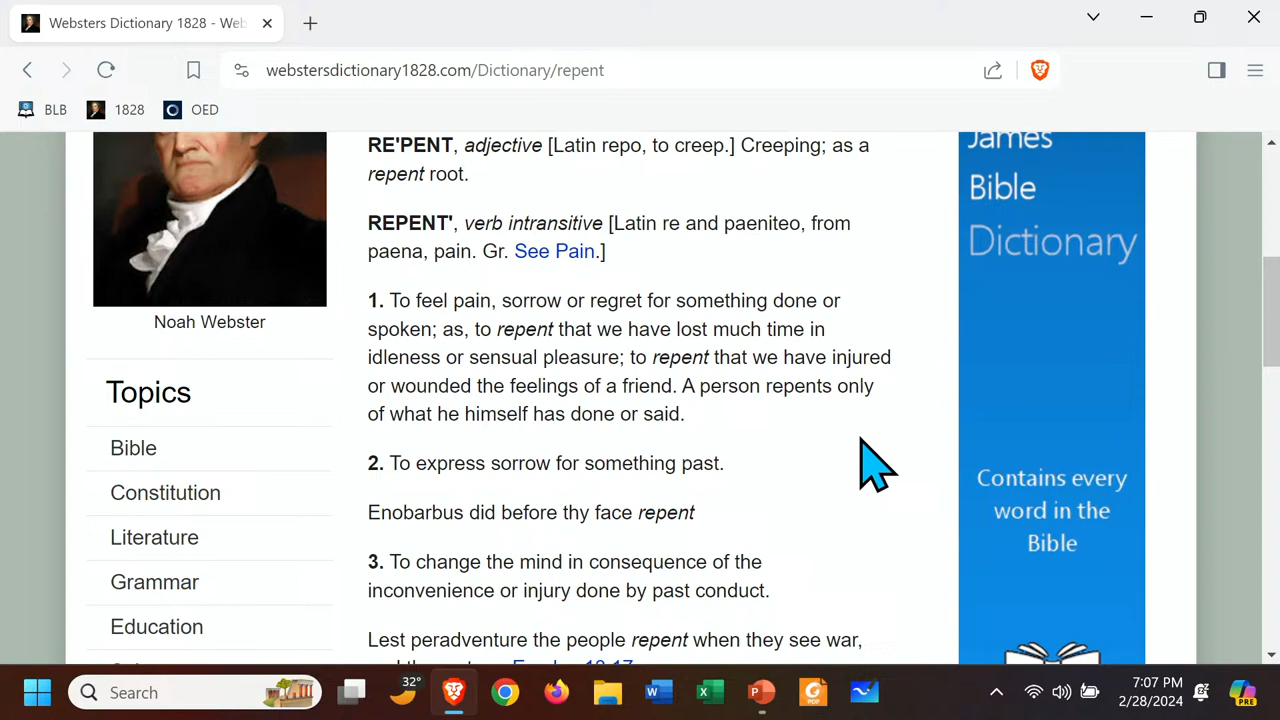 Websters Dictionary 1828 - Web
webstersdictionary1828.com/Dictionary/repent
BLB 1828 OED
RE'PENT, adjective [Latin repo, to creep.] Creeping; as a
repent root.
REPENT', verb intransitive [Latin re and paeniteo, from
paena, pain. Gr. See Pain.]
1. To feel pain, sorrow or regret for something done or
spoken; as, to repent that we have lost much time in
idleness or sensual pleasure; to repent that we have injured
or wounded the feelings of a friend. A person repents only
of what he himself has done or said.
2. To express sorrow for something past.
Enobarbus did before thy face repent
3. To change the mind in consequence of the
inconvenience or injury done by past conduct.
Lest peradventure the people repent when they see war,
Noah Webster
Topics
Bible
Constitution
Literature
Grammar
Education
James
Bible
Dictionary
Contains every
word in the
Bible
Search
32°
7:07 PM
2/28/2024
PRE